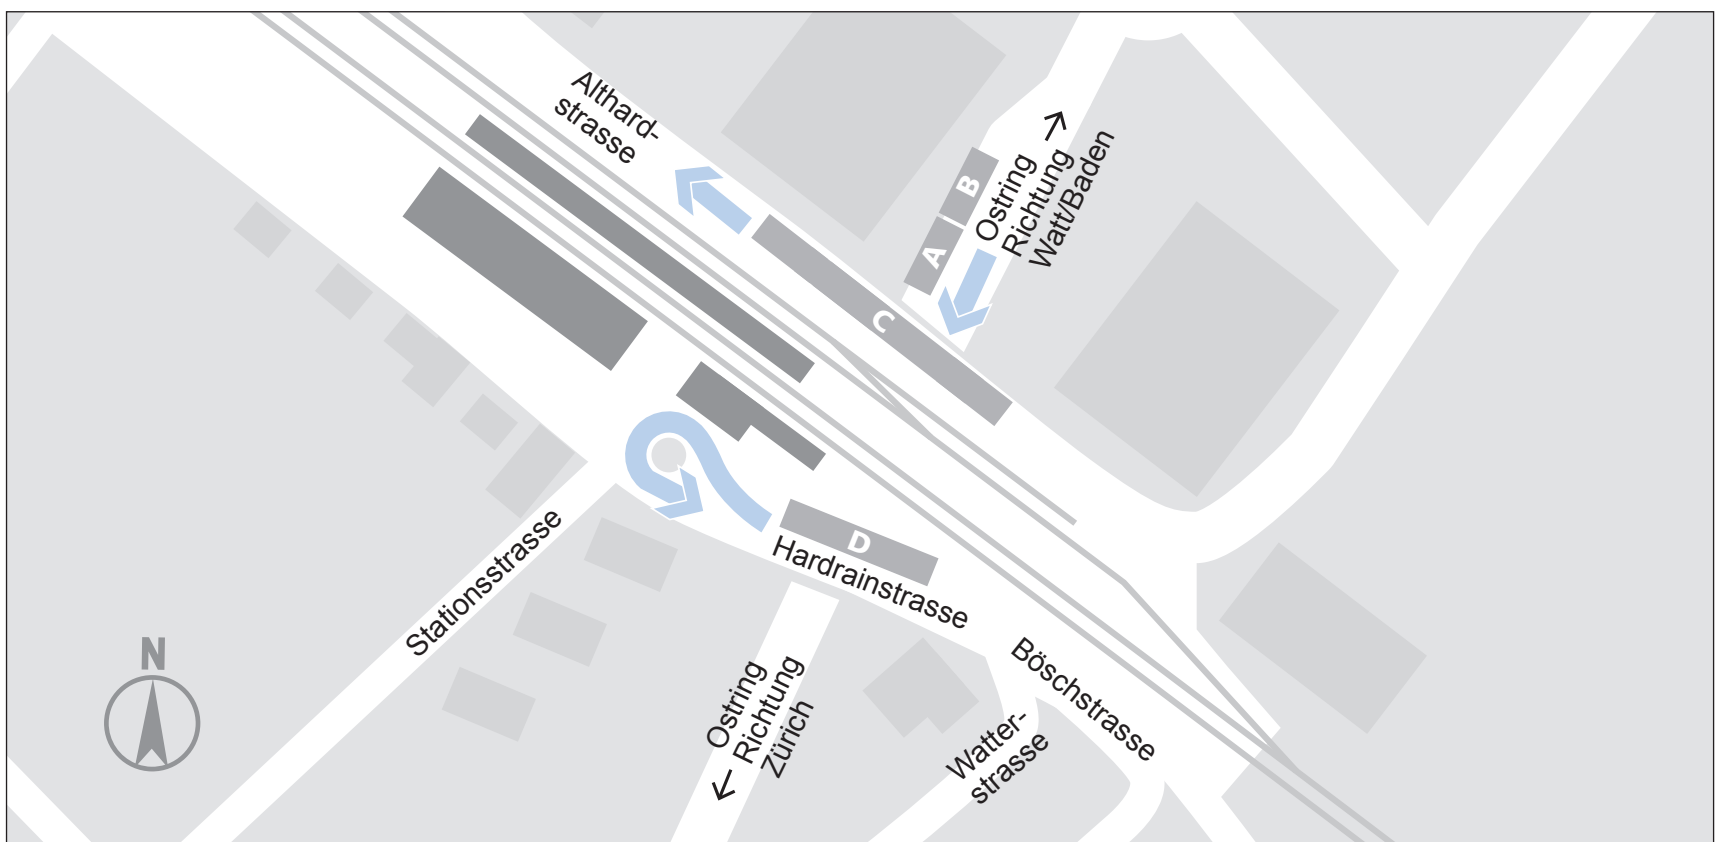 Althard-
strasse
B
A
Ostring
Richtung
Watt/Baden
C
D
Hardrainstrasse
Stationsstrasse
N
Böschstrasse
Ostring
Richtung
Zürich
Watter-
strasse